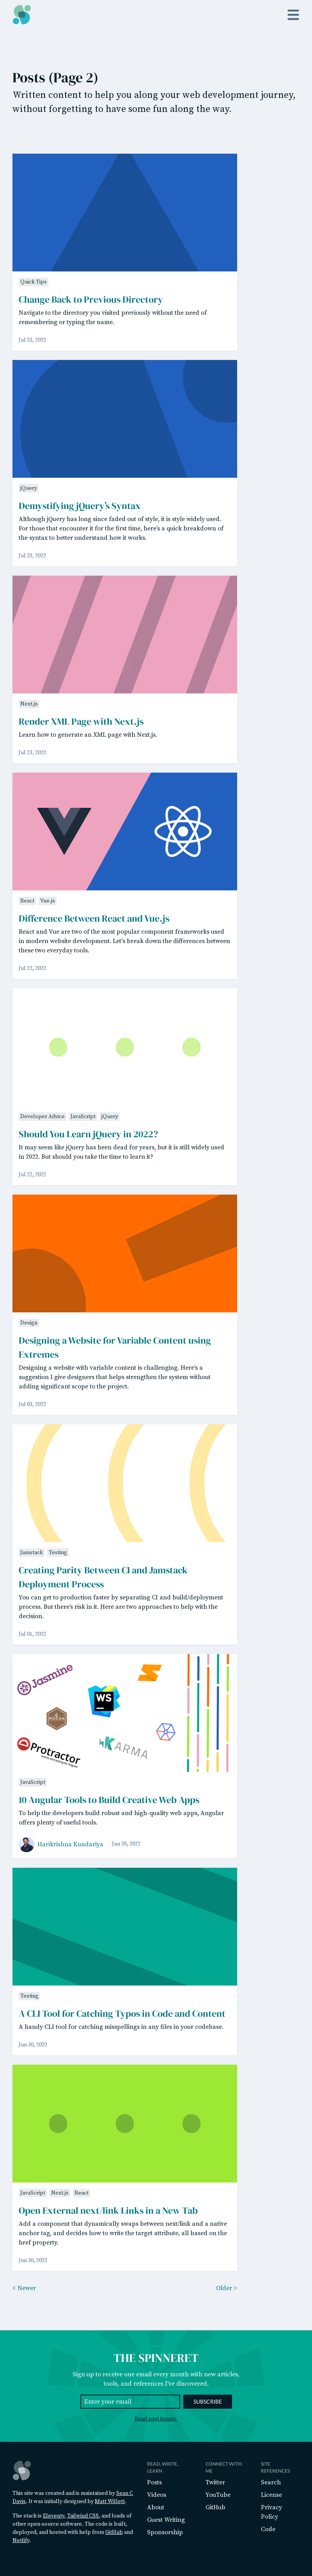 Posts (Page 2)
Written content to help you along your web development journey,
without forgetting to have some fun along the way.
Quick Tips
Change Back to Previous Directory
Navigate to the directory you visited previously without the need of
remembering or typing the name.
Jul 23, 2022
jQuery
Demystifying jQuery's Syntax
Although jQuery has long since faded out of style, it is style widely used.
For those that encounter it for the first time, here's a quick breakdown of
the syntax to better understand how it works.
Jul 23, 2022
Next.js
Render XML Page with Next.js
Learn how to generate an XML page with Next.js.
Jul 23, 2022
React Vue.js
Difference Between React and Vue.js
React and Vue are two of the most popular component frameworks used
in modern website development. Let's break down the differences between
these two everyday tools.
Jul 22, 2022
Developer Advice JavaScript jQuery
Should You Learn jQuery in 2022?
It may seem like jQuery has been dead for years, but it is still widely used
in 2022. But should you take the time to learn it?
Jul 22, 2022
Design
Designing a Website for Variable Content using
Extremes
Designing a website with variable content is challenging. Here's a
suggestion I give designers that helps strengthen the system without
adding significant scope to the project.
Jul 03, 2022
Jamstack Testing
Creating Parity Between CI and Jamstack
Deployment Process
You can get to production faster by separating CI and build/deployment
process. But there's risk in it. Here are two approaches to help with the
decision.
Jul 01, 2022
Jasmine
WS
MOCHA
Protractor
KARMA
JavaScript
10 Angular Tools to Build Creative Web Apps
To help the developers build robust and high-quality web apps, Angular
offers plenty of useful tools.
Harikrishna Kundariya · Jun 30, 2022
Testing
A CLI Tool for Catching Typos in Code and Content
A handy CLI tool for catching misspellings in any files in your codebase.
Jun 30, 2022
JavaScript Next.js React
Open External next/link Links in a New Tab
Add a component that dynamically swaps between next/link and a native
anchor tag, and decides how to write the target attribute, all based on the
href property.
Jun 30, 2022
< Newer
Older >
THE SPINNERET
Sign up to receive one email every month with new articles,
tools, and references I've discovered.
Enter your email
SUBSCRIBE
Read past issues.
This site was created and is maintained by Sean C
Davis. It was initially designed by Matt Willett.
The stack is Eleventy, Tailwind CSS, and loads of
other open source software. The code is built,
deployed, and hosted with help from GitHub and
Netlify.
READ, WRITE,
LEARN
Posts
Videos
About
Guest Writing
Sponsorship
CONNECT WITH
ME
Twitter
YouTube
GitHub
SITE
REFERENCES
Search
License
Privacy
Policy
Code